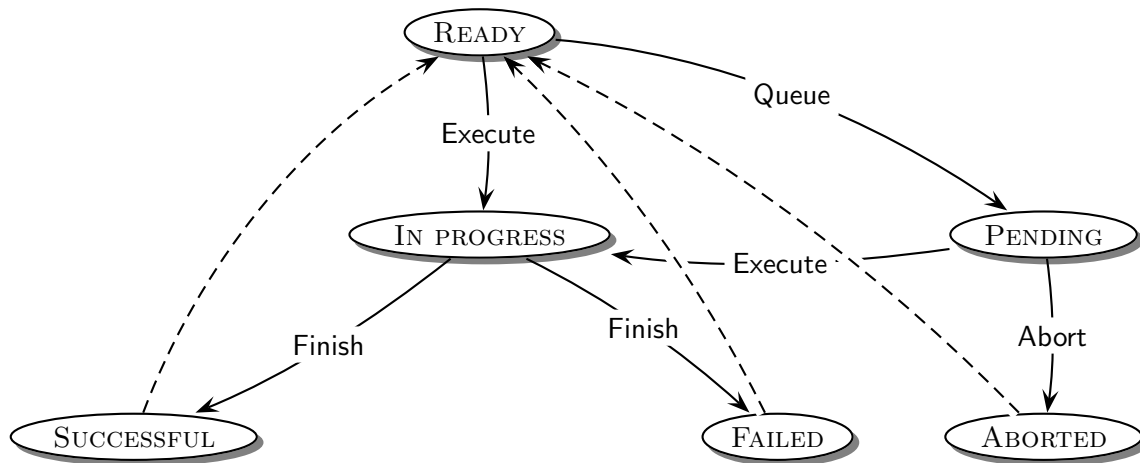 READY
Queue
Execute
IN PROGRESS
PENDING
Execute
Finish
Finish
Abort
SUCCESSFUL
FAILED
ABORTED